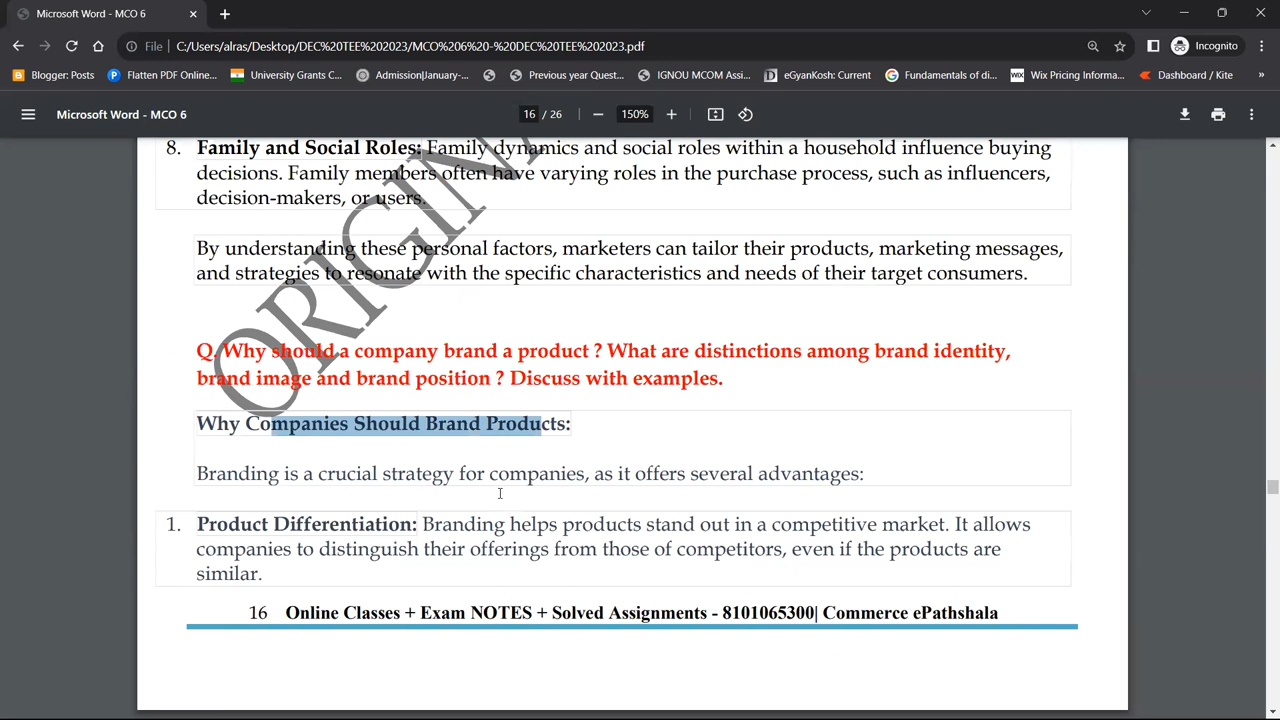 Microsoft Word - MCO 6
File
C:/Users/alras/Desktop/DEC%20TEE%202023/MCO%206%20-%20DEC%20TEE%202023.pdf
Incognito
Blogger: Posts
Flatten PDF Online...
University Grants C...
Admission|January-...
Previous year Quest...
IGNOU MCOM Assi...
eGyanKosh: Current
Fundamentals of di...
Wix Pricing Informa...
Dashboard / Kite
Microsoft Word - MCO 6
16 / 26
150%
8. Family and Social Roles: Family dynamics and social roles within a household influence buying
decisions. Family members often have varying roles in the purchase process, such as influencers,
decision-makers, or users.
By understanding these personal factors, marketers can tailor their products, marketing messages,
and strategies to resonate with the specific characteristics and needs of their target consumers.
ORIGINA
Q. Why should a company brand a product ? What are distinctions among brand identity,
brand image and brand position ? Discuss with examples.
Why Companies Should Brand Products:
Branding is a crucial strategy for companies, as it offers several advantages:
1. Product Differentiation: Branding helps products stand out in a competitive market. It allows
companies to distinguish their offerings from those of competitors, even if the products are
similar.
16 Online Classes + Exam NOTES + Solved Assignments - 8101065300| Commerce ePathshala